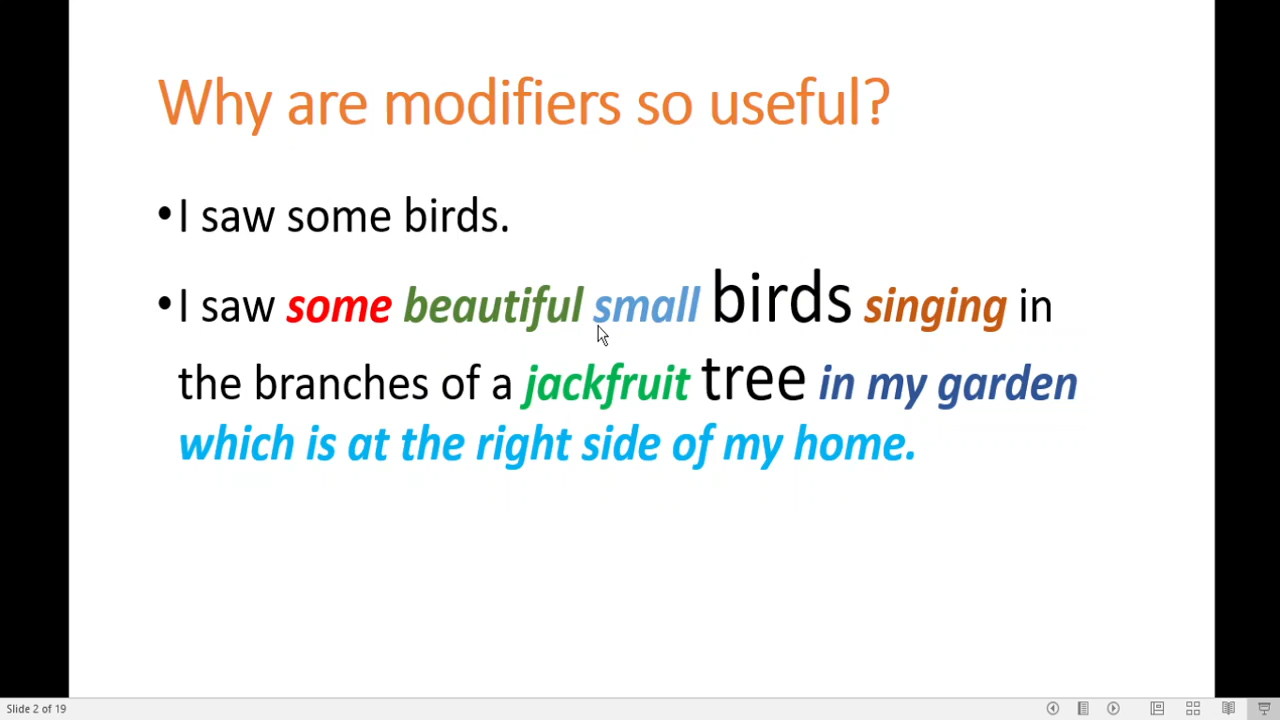 Why are modifiers so useful?
•I saw some birds.
•I saw some beautiful small birds singing in
the branches of a jackfruit tree in my garden
which is at the right side of my home.
Slide 2 of 19